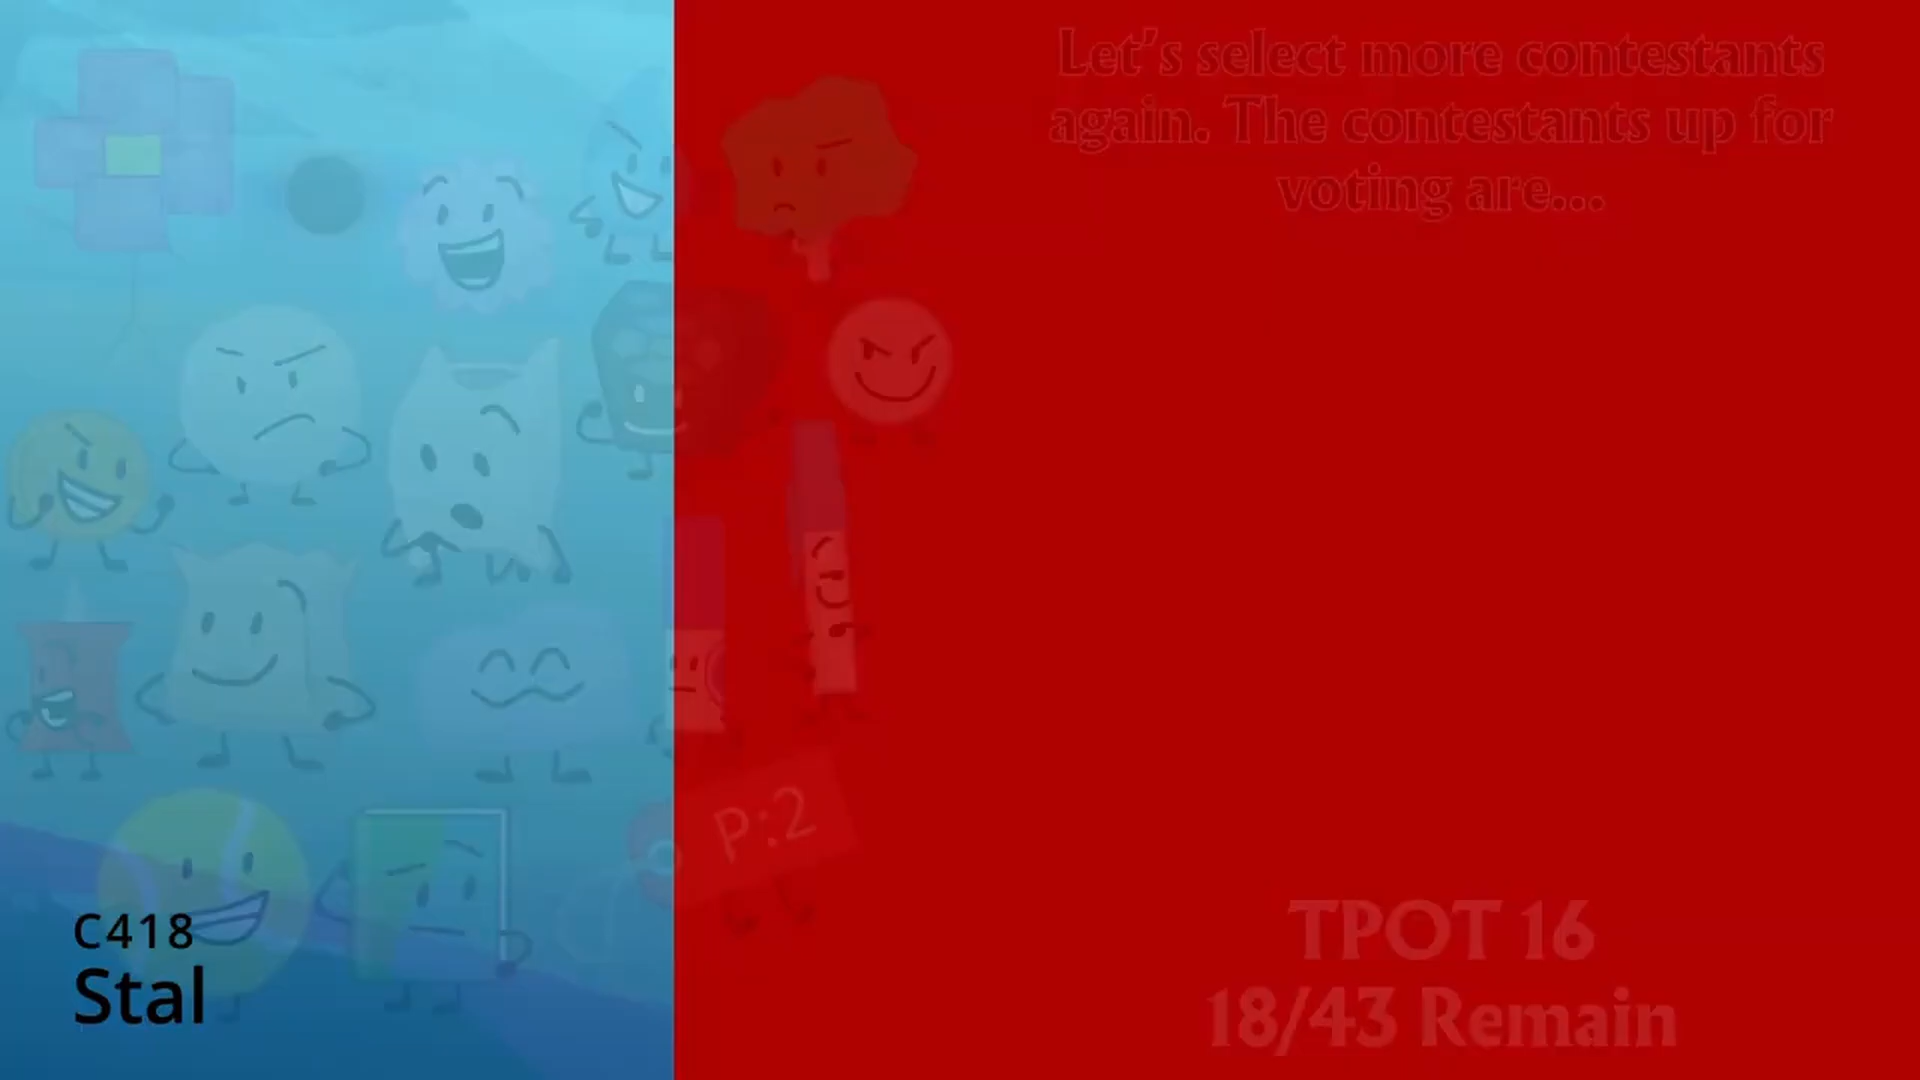 Let's select more contestants
again. The contestants up for
voting are...
P:2
C418
Stal
TPOT 16
18/43 Remain